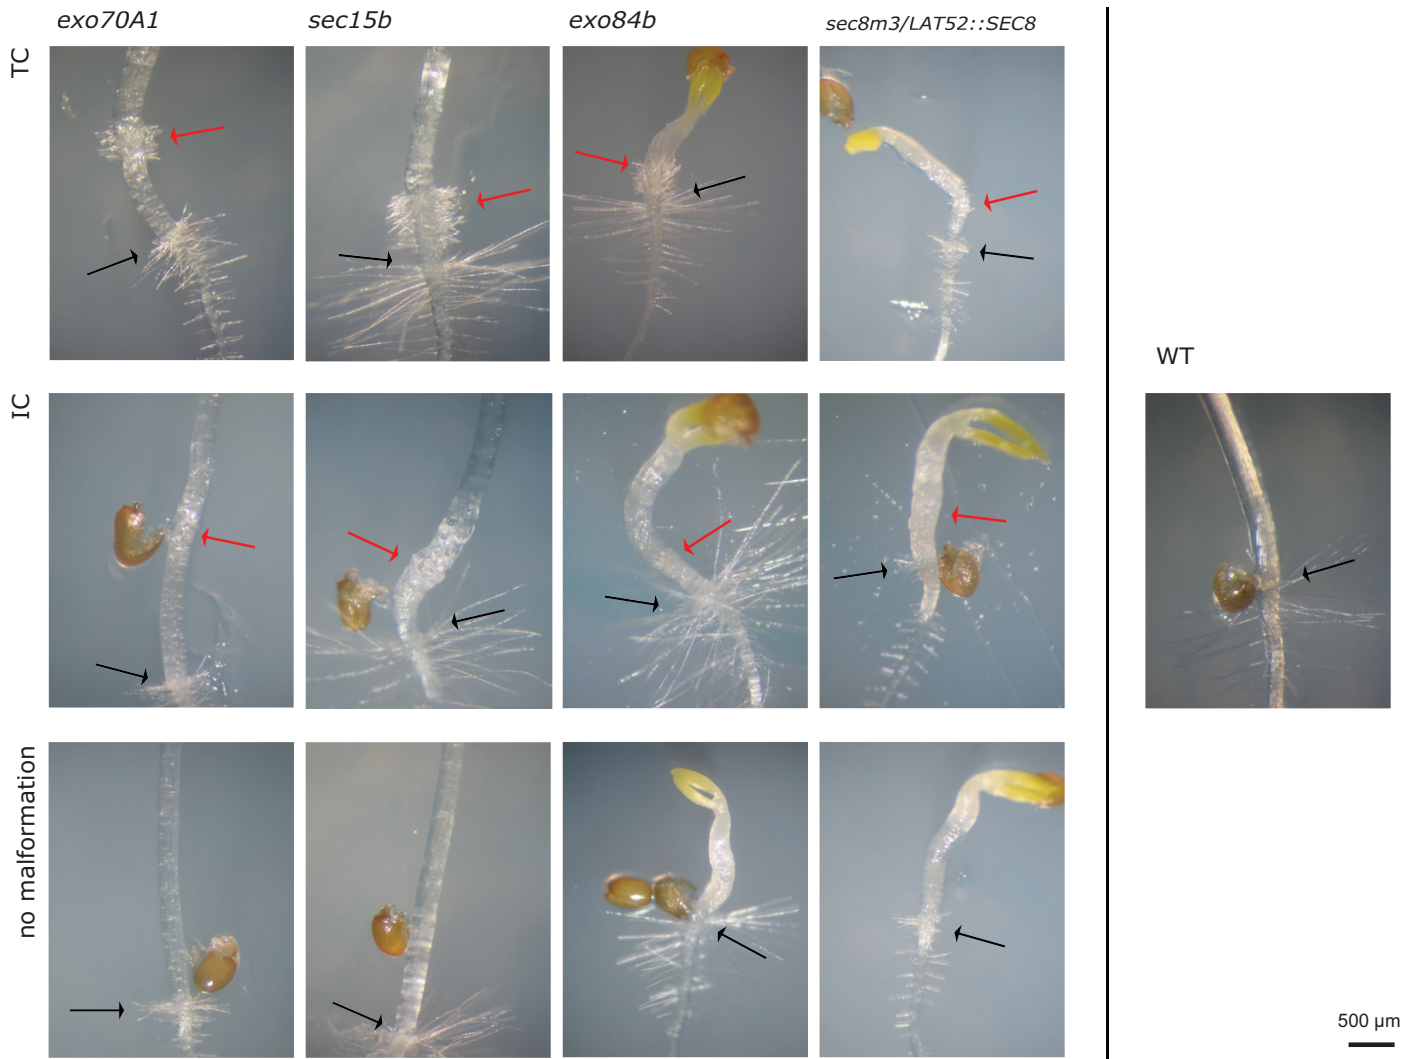 exo70A1
sec15b
exo84b
sec8m3/LAT52::SEC8
TC
WT
IC
no malformation
500 µm